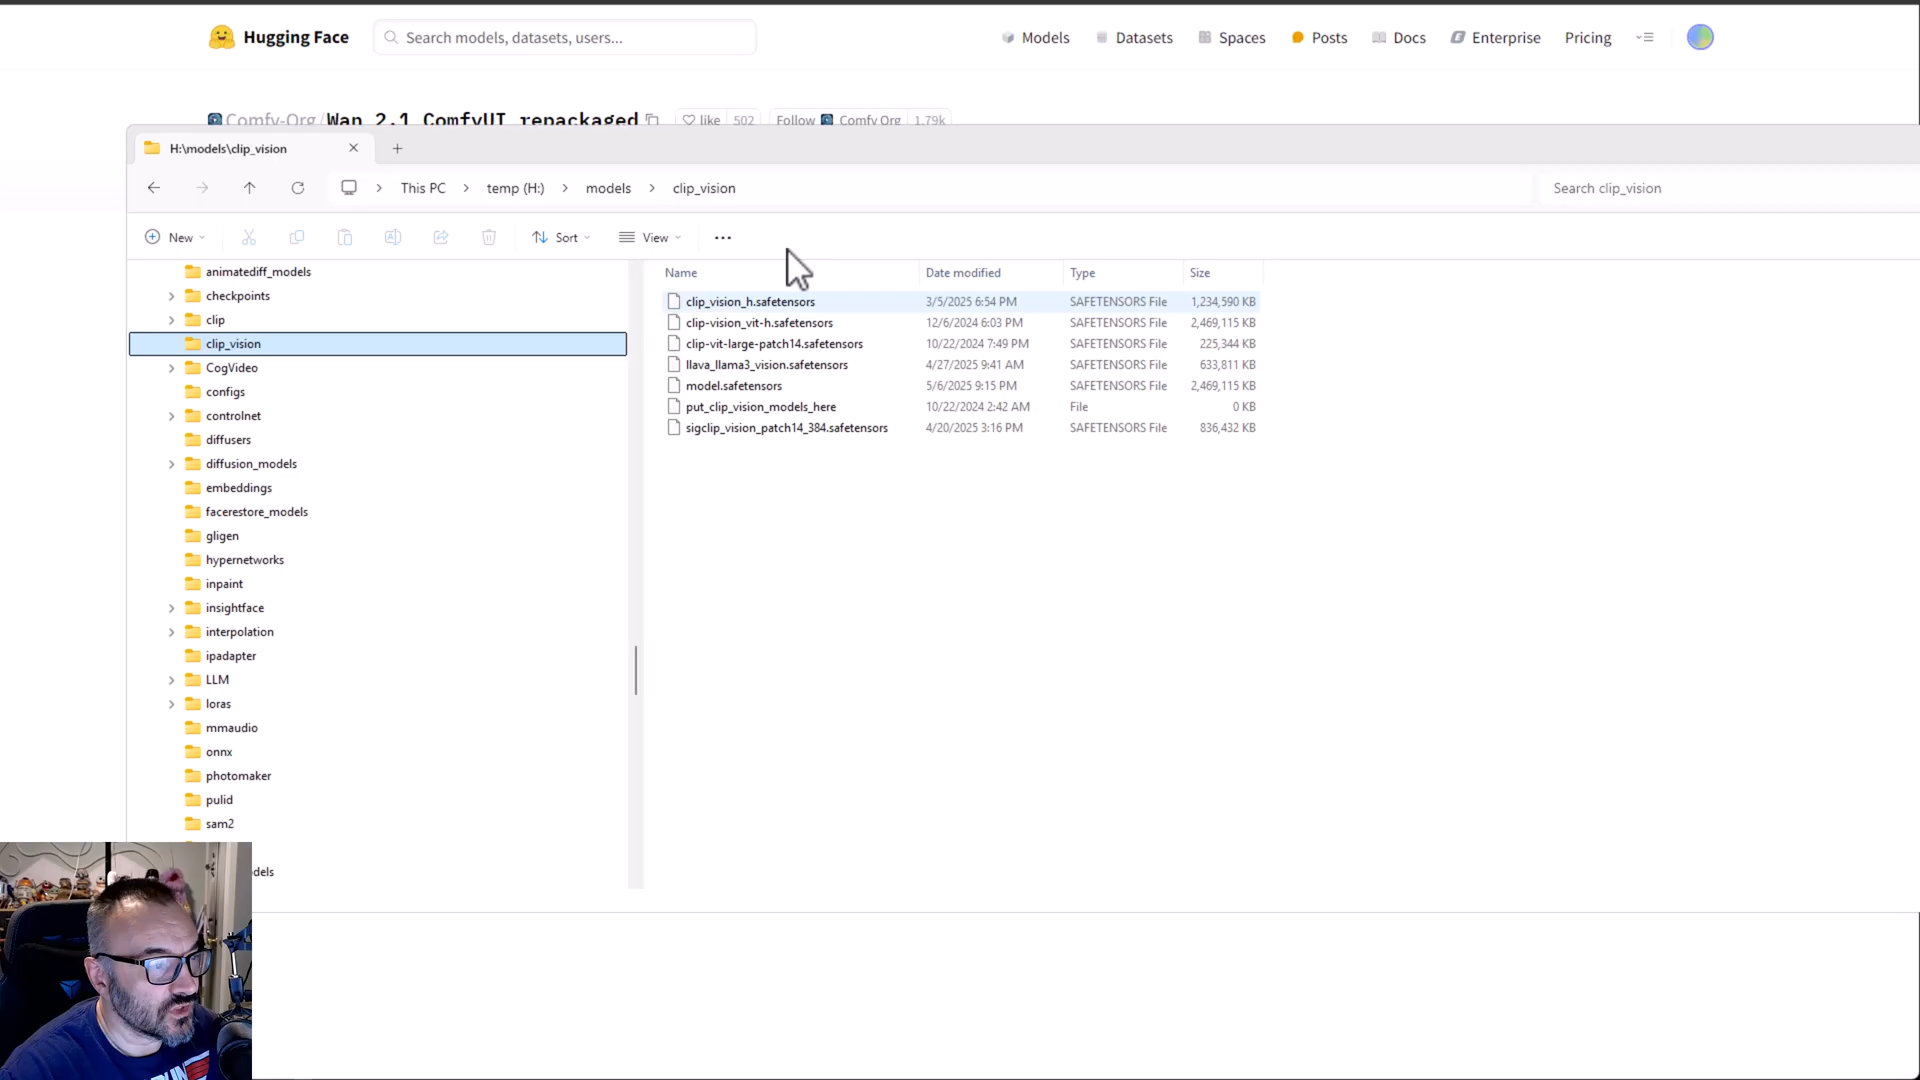 Hugging Face
Search models, datasets, users...
Models
Datasets
Spaces
Posts
Docs
Enterprise
Pricing
Comfy-Org/Wan_2.1_ComfyUI_repackaged
like 502
Follow Comfy Org 1.79k
H:\models\clip_vision
This PC > temp (H:) > models > clip_vision
Search clip_vision
New
Sort
View
animatediff_models
checkpoints
clip
clip_vision
CogVideo
configs
controlnet
diffusers
diffusion_models
embeddings
facerestore_models
gligen
hypernetworks
inpaint
insightface
interpolation
ipadapter
LLM
loras
mmaudio
onnx
photomaker
pulid
sam2
dels
Name Date modified Type Size
clip_vision_h.safetensors 3/5/2025 6:54 PM SAFETENSORS File 1,234,590 KB
clip-vision_vit-h.safetensors 12/6/2024 6:03 PM SAFETENSORS File 2,469,115 KB
clip-vit-large-patch14.safetensors 10/22/2024 7:49 PM SAFETENSORS File 225,344 KB
llava_llama3_vision.safetensors 4/27/2025 9:41 AM SAFETENSORS File 633,811 KB
model.safetensors 5/6/2025 9:15 PM SAFETENSORS File 2,469,115 KB
put_clip_vision_models_here 10/22/2024 2:42 AM File 0 KB
sigclip_vision_patch14_384.safetensors 4/20/2025 3:16 PM SAFETENSORS File 836,432 KB